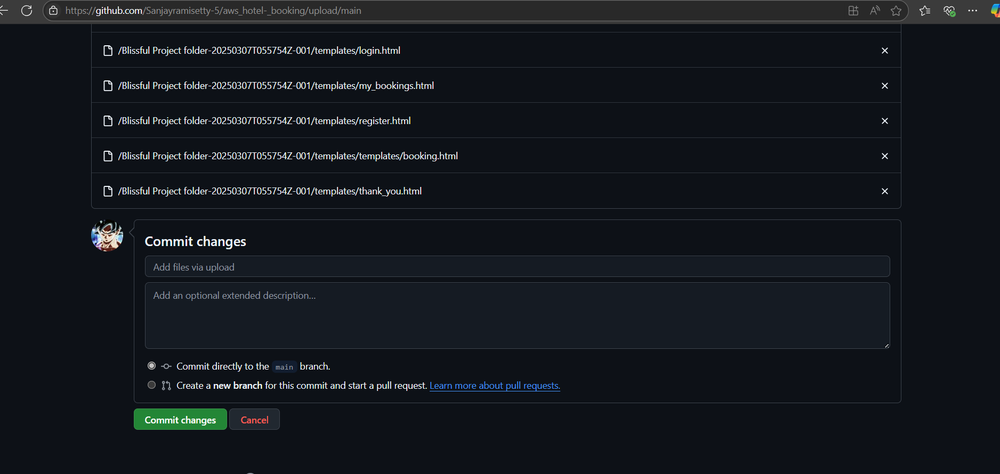 https://github.com/Sanjayramisetty-5/aws_hotel-_booking/upload/main
/Blissful Project folder-20250307T055754Z-001/templates/login.html
/Blissful Project folder-20250307T055754Z-001/templates/my_bookings.html
/Blissful Project folder-20250307T055754Z-001/templates/register.html
/Blissful Project folder-20250307T055754Z-001/templates/templates/booking.html
/Blissful Project folder-20250307T055754Z-001/templates/thank_you.html
Commit changes
Add files via upload
Add an optional extended description...
Commit directly to the main branch.
Create a new branch for this commit and start a pull request. Learn more about pull requests.
Commit changes Cancel